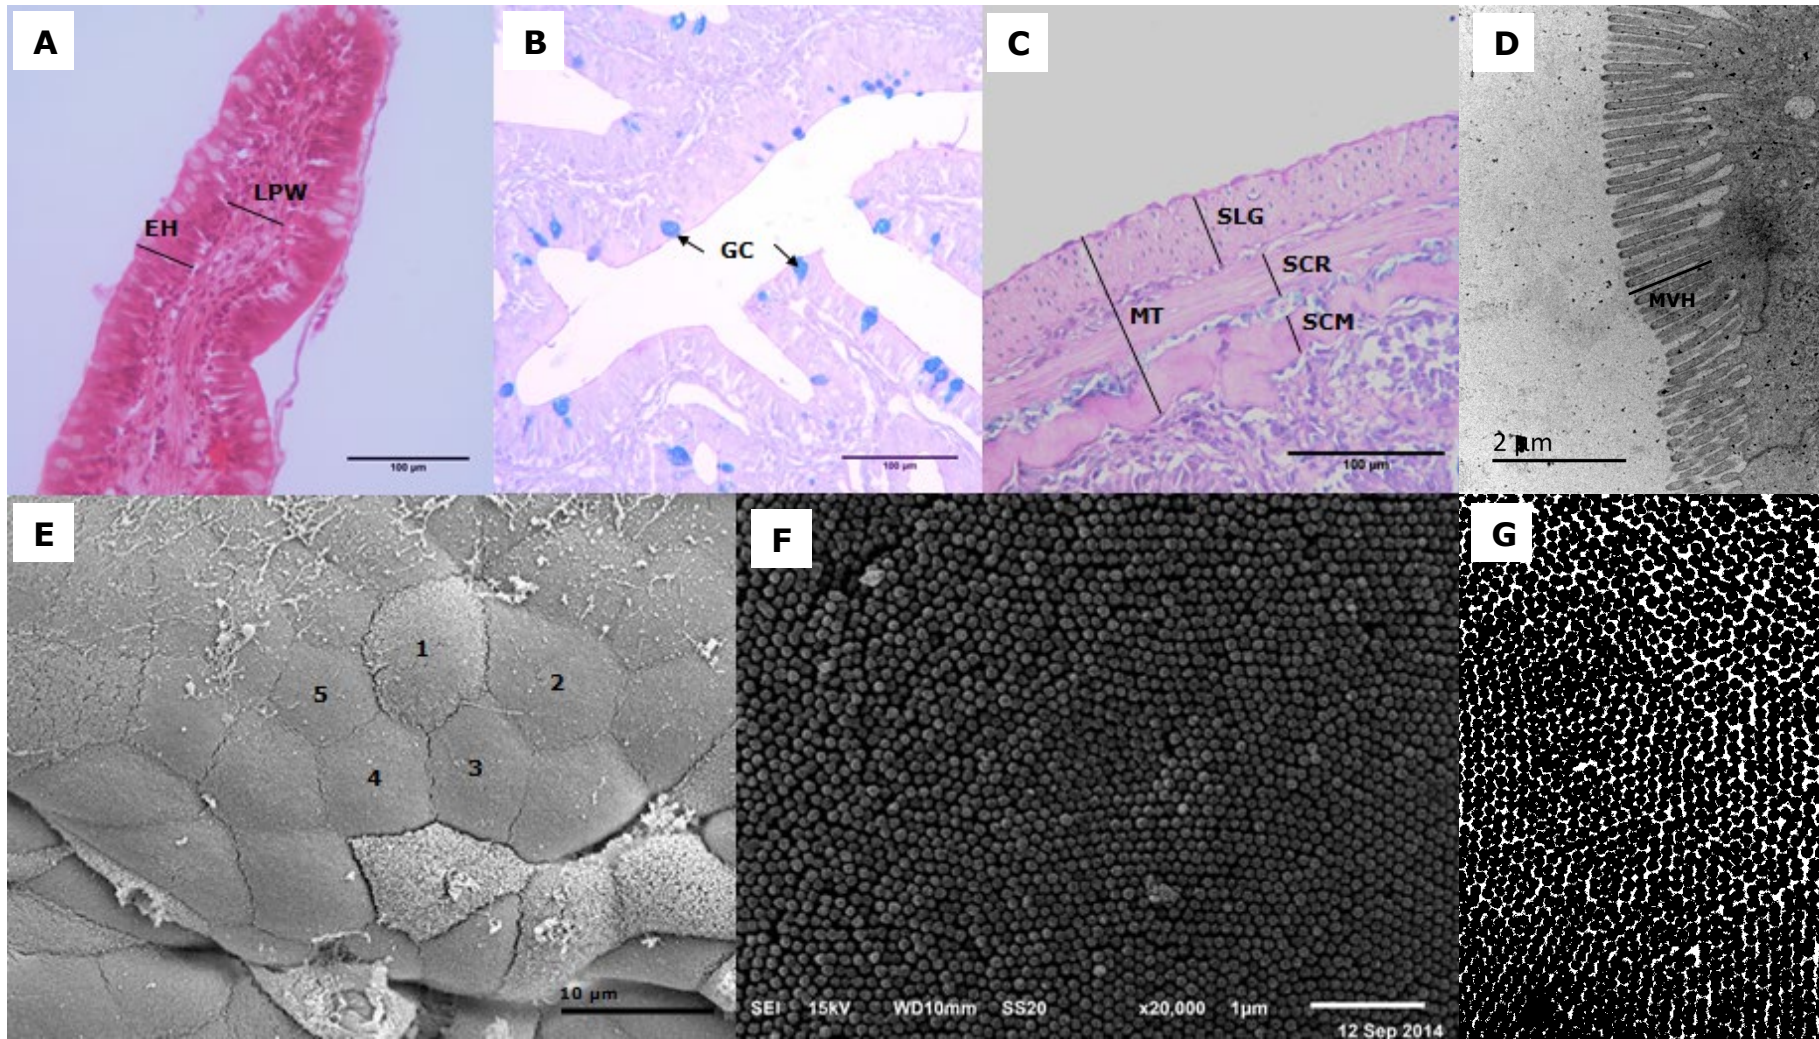 A
LPW
EH
100 µm
B
GC
100 µm
C
SLG
SCR
MT
SCM
100 µm
D
MVH
2 µm
E
1
2
5
3
4
10 µm
F
SEI 15kV WD10mm SS20 x20,000 1µm
12 Sep 2014
G